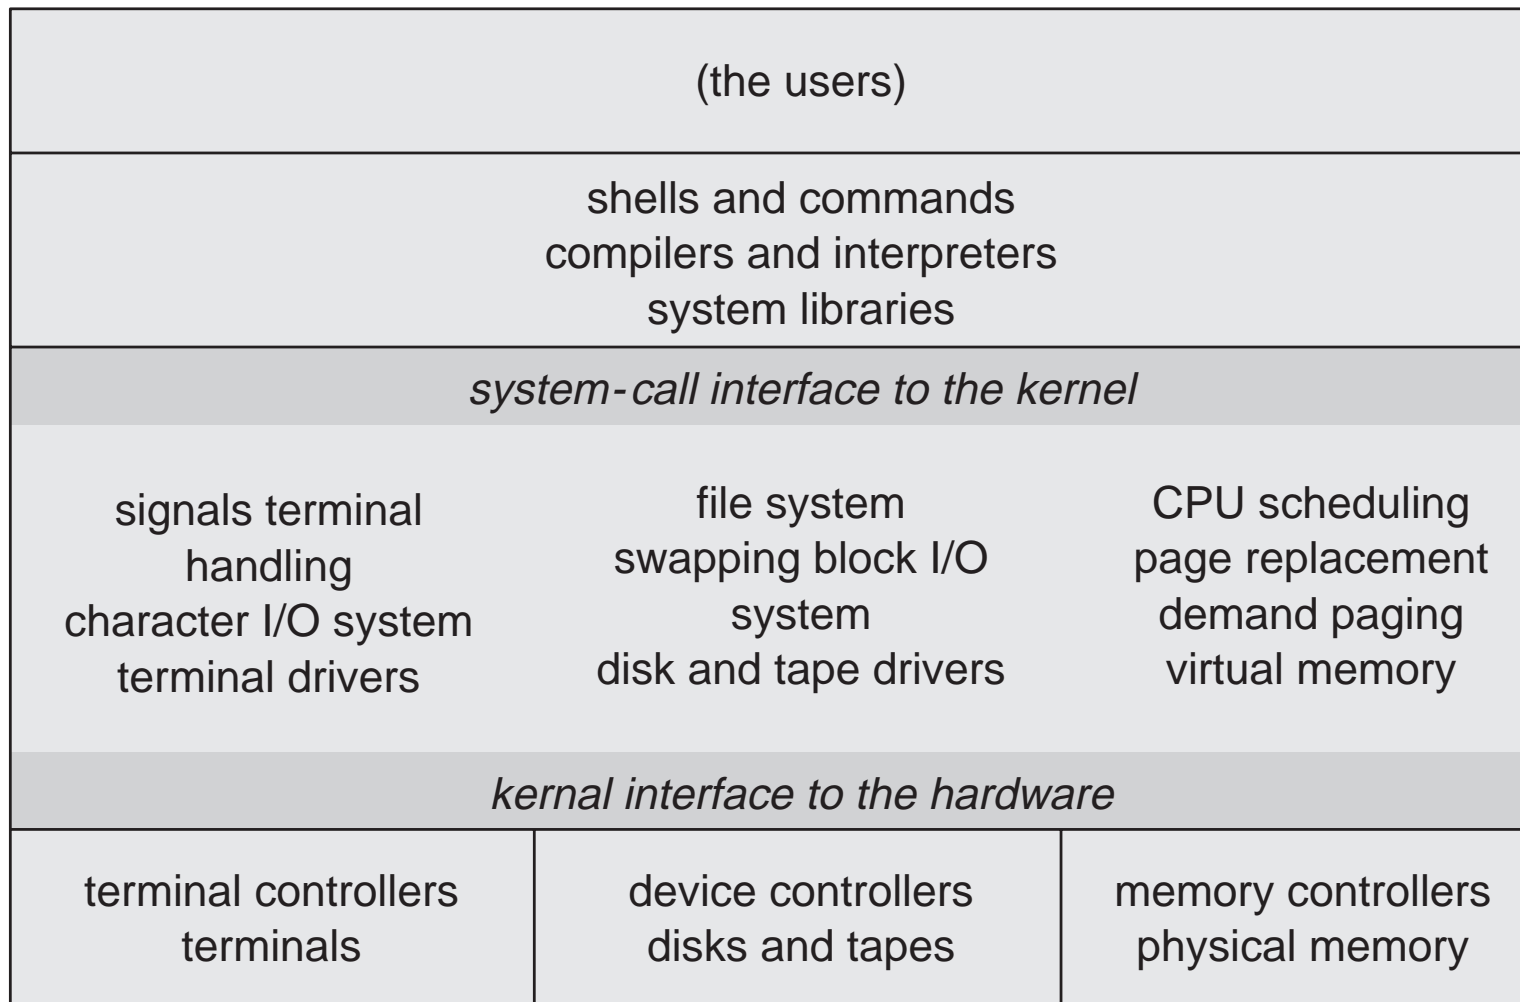 (the users)
shells and commands
compilers and interpreters
system libraries
system-call interface to the kernel
signals terminal
handling
character I/O system
terminal drivers
file system
swapping block I/O
system
disk and tape drivers
CPU scheduling
page replacement
demand paging
virtual memory
kernal interface to the hardware
terminal controllers
terminals
device controllers
disks and tapes
memory controllers
physical memory